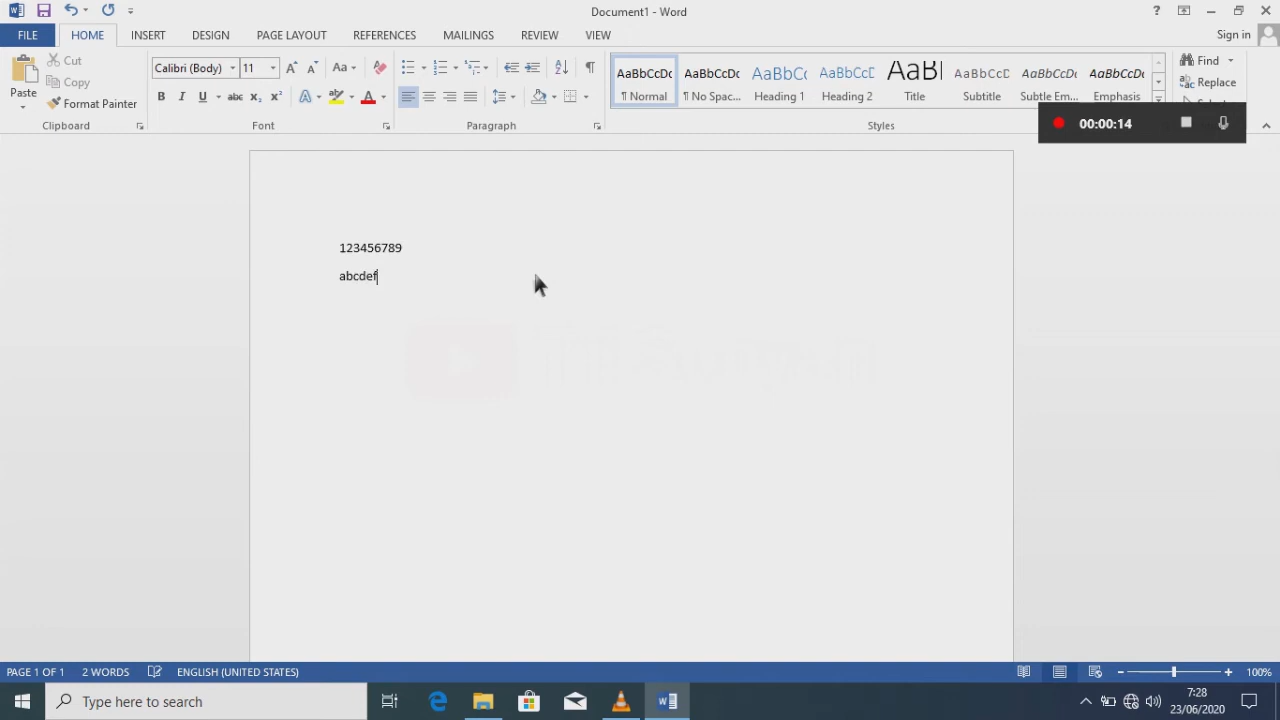 Document1 - Word
FILE HOME INSERT DESIGN PAGE LAYOUT REFERENCES MAILINGS REVIEW VIEW Sign in
Paste
Cut
Copy
Format Painter
Clipboard
Calibri (Body) 11
Font
Paragraph
AaBbCcDc AaBbCcDc AaBbCc AaBbCcD AaBl AaBbCcD AaBbCcDc AaBbCcDc
¶ Normal ¶ No Spac... Heading 1 Heading 2 Title Subtitle Subtle Em... Emphasis
Styles
Find
Replace
00:00:14
123456789
abcdef
PAGE 1 OF 1 2 WORDS ENGLISH (UNITED STATES) 100%
Type here to search
7:28
23/06/2020